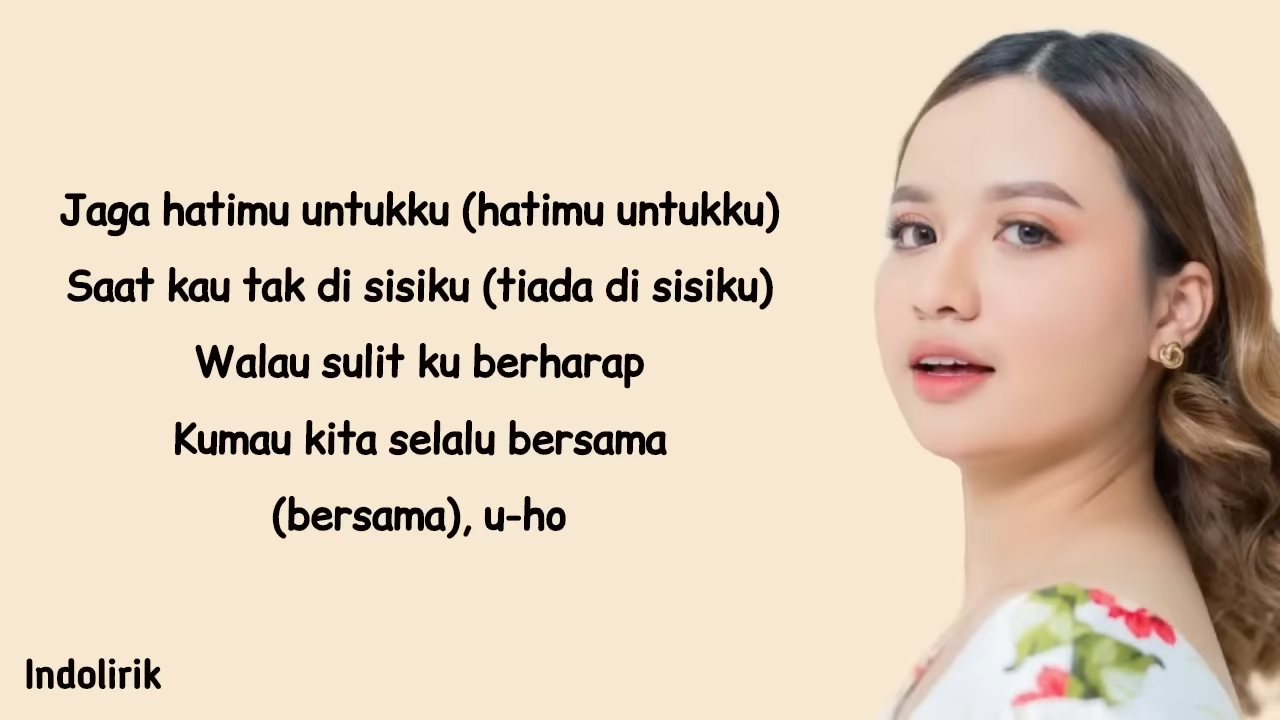 Jaga hatimu untukku (hatimu untukku)
Saat kau tak di sisiku (tiada di sisiku)
Walau sulit ku berharap
Kumau kita selalu bersama
(bersama), u-ho
Indolirik